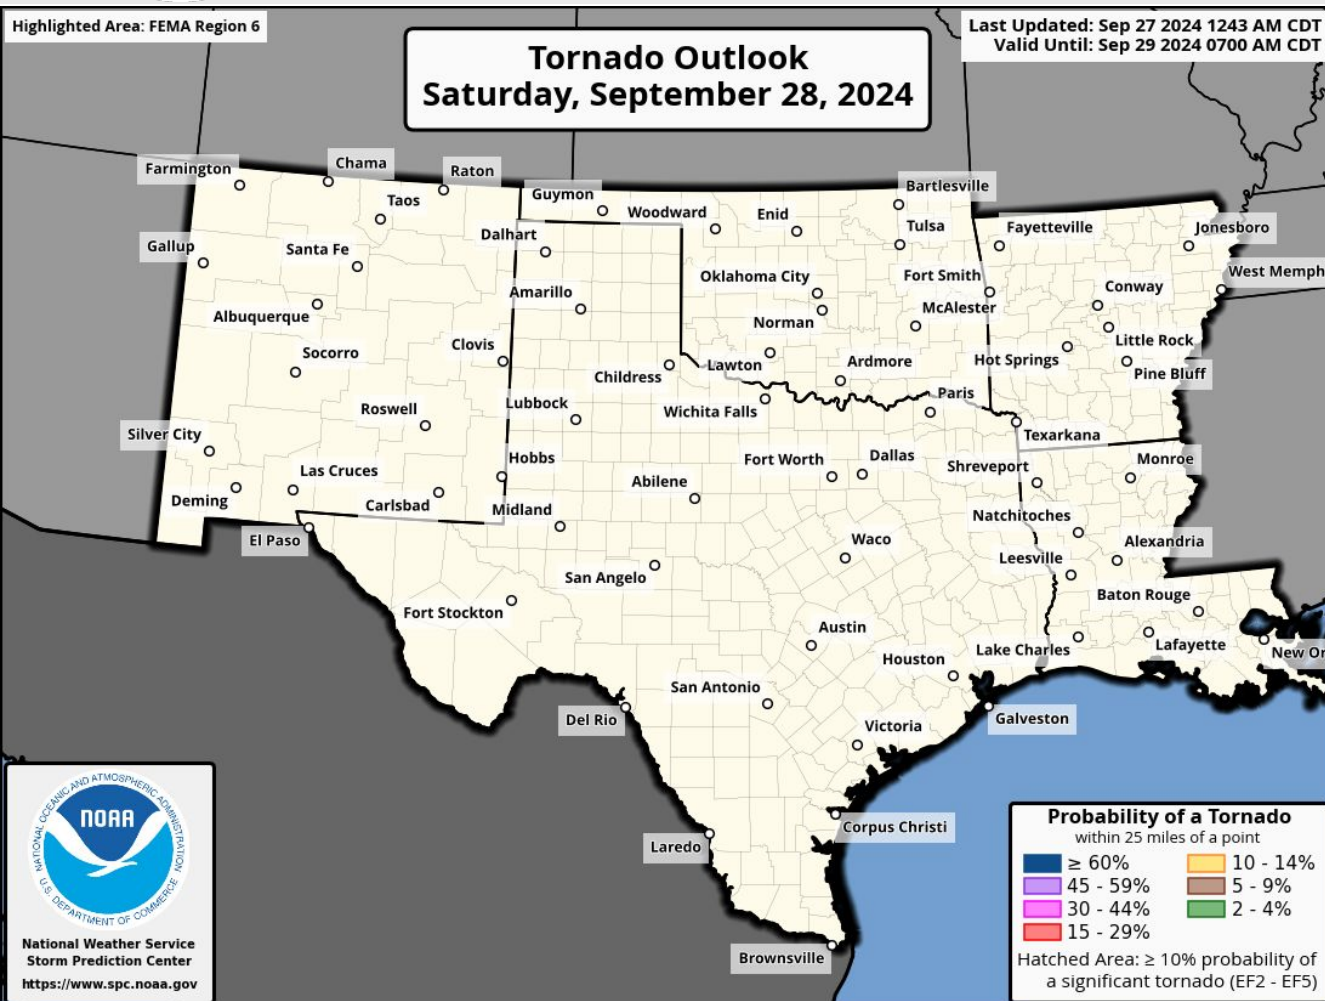 Highlighted Area: FEMA Region 6
Last Updated: Sep 27 2024 1243 AM CDT
Valid Until: Sep 29 2024 0700 AM CDT
Tornado Outlook
Saturday, September 28, 2024
Farmington
Chama
Raton
Taos
Guymon
Woodward
Enid
Bartlesville
Tulsa
Fayetteville
Jonesboro
Gallup
Santa Fe
Dalhart
Oklahoma City
Fort Smith
West Memph
Albuquerque
Amarillo
Norman
McAlester
Conway
Little Rock
Socorro
Clovis
Childress
Lawton
Ardmore
Hot Springs
Pine Bluff
Roswell
Lubbock
Wichita Falls
Paris
Texarkana
Silver City
Las Cruces
Hobbs
Abilene
Fort Worth
Dallas
Shreveport
Monroe
Deming
Carlsbad
Midland
Natchitoches
El Paso
Waco
Alexandria
San Angelo
Leesville
Fort Stockton
Baton Rouge
Austin
Lake Charles
Lafayette
New Or
Houston
San Antonio
Del Rio
Victoria
Galveston
Laredo
Corpus Christi
Brownsville
NATIONAL OCEANIC AND ATMOSPHERIC ADMINISTRATION
NOAA
U.S. DEPARTMENT OF COMMERCE
National Weather Service
Storm Prediction Center
https://www.spc.noaa.gov
Probability of a Tornado
within 25 miles of a point
≥ 60%
45 - 59%
30 - 44%
15 - 29%
10 - 14%
5 - 9%
2 - 4%
Hatched Area: ≥ 10% probability of
a significant tornado (EF2 - EF5)